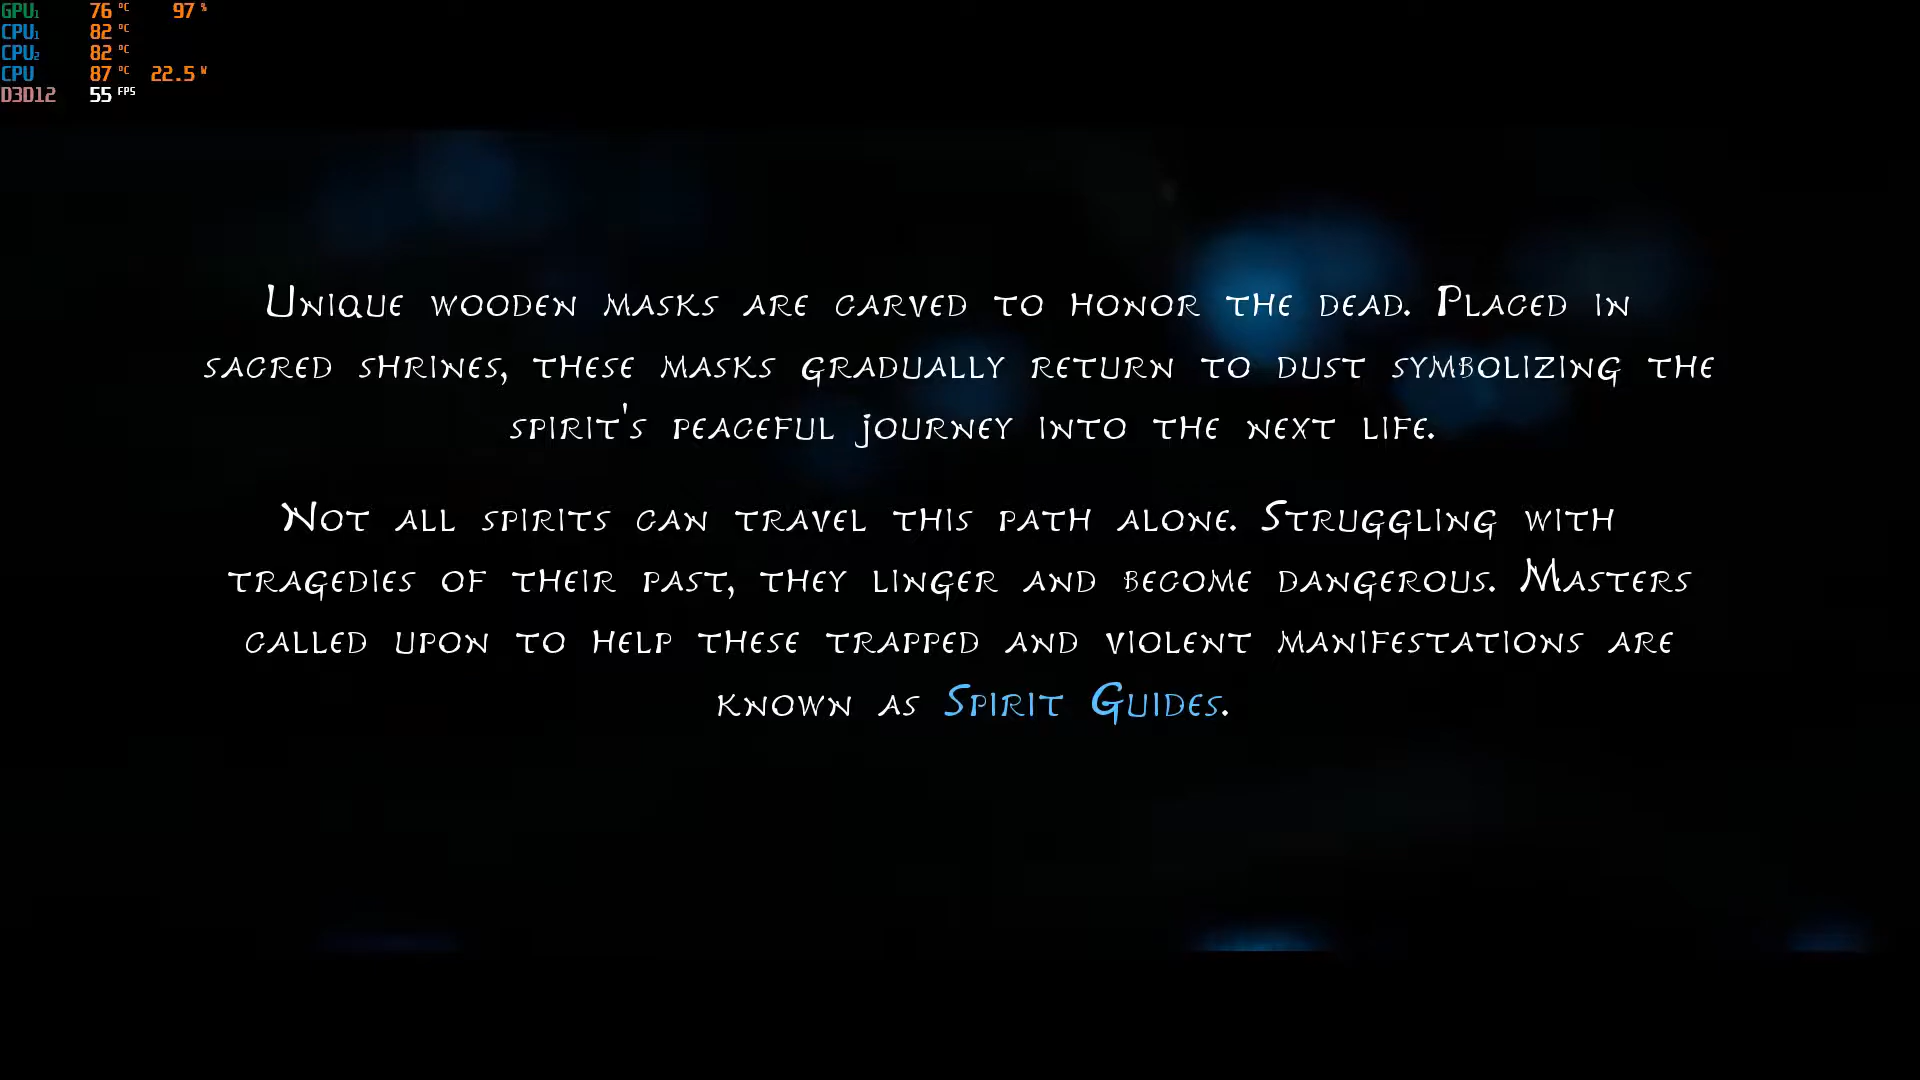 GPU1 76 °C 97 %
CPU1 82 °C
CPU2 82 °C
CPU 87 °C 22.5 W
D3D12 55 FPS
Unique wooden masks are carved to honor the dead. Placed in
sacred shrines, these masks gradually return to dust symbolizing the
spirit's peaceful journey into the next life.
Not all spirits can travel this path alone. Struggling with
tragedies of their past, they linger and become dangerous. Masters
called upon to help these trapped and violent manifestations are
known as Spirit Guides.